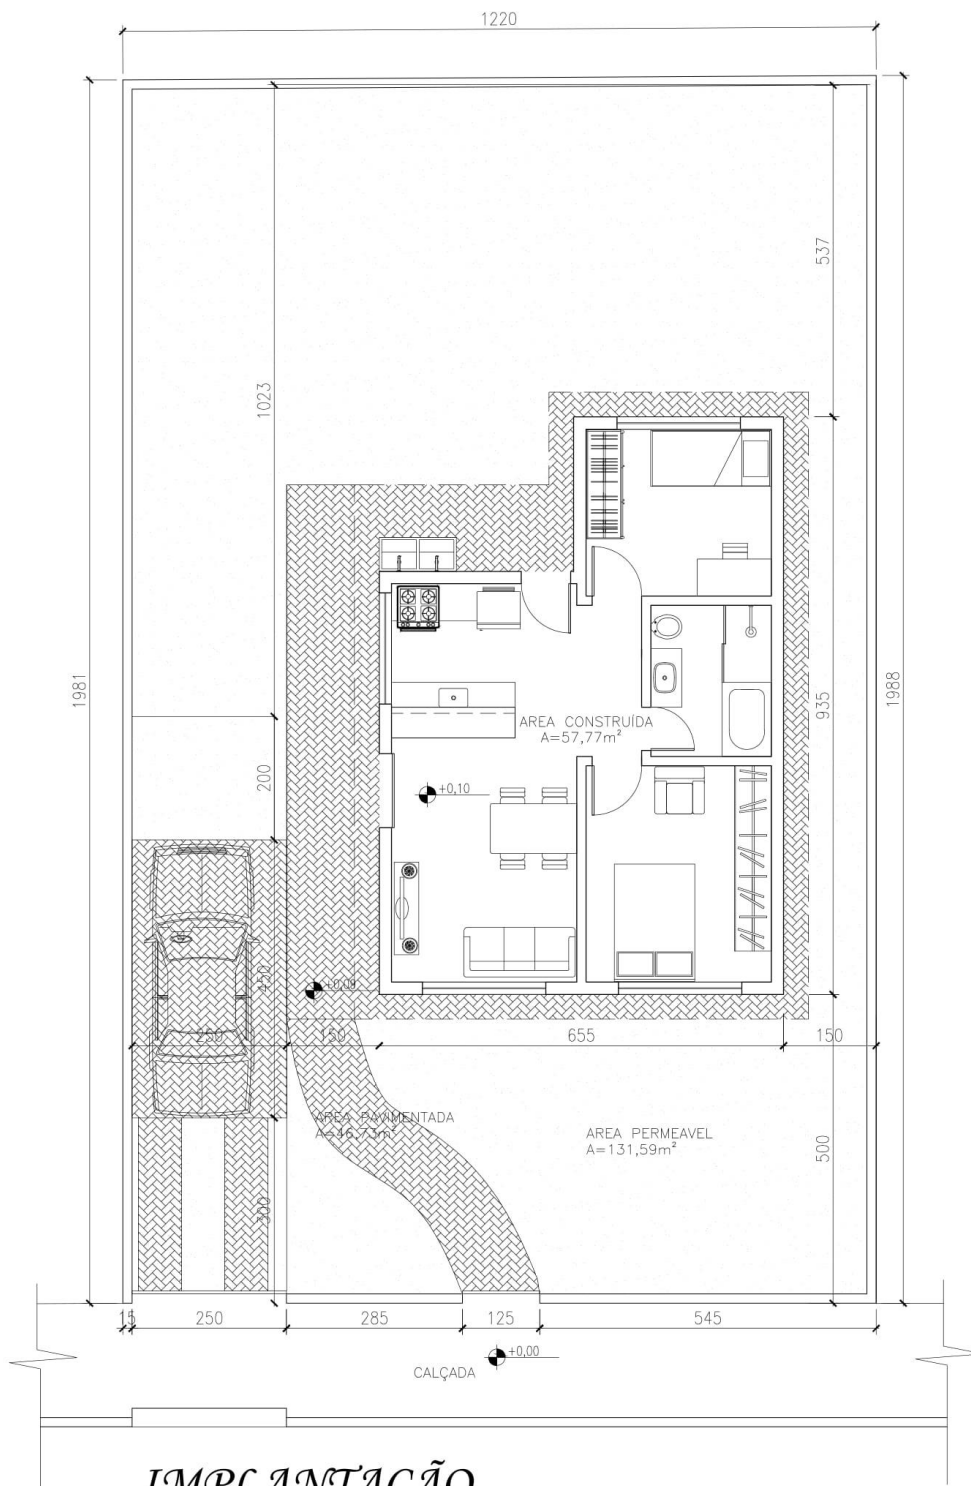 1220
537
1023
1981
1988
935
AREA CONSTRUÍDA
A=57,77m²
200
+0,10
450
+0,09
250
150
655
150
AREA PAVIMENTADA
A=46,73m²
AREA PERMEAVEL
A=131,59m²
500
300
15
250
285
125
545
+0,00
CALÇADA
IMPLANTAÇÃO